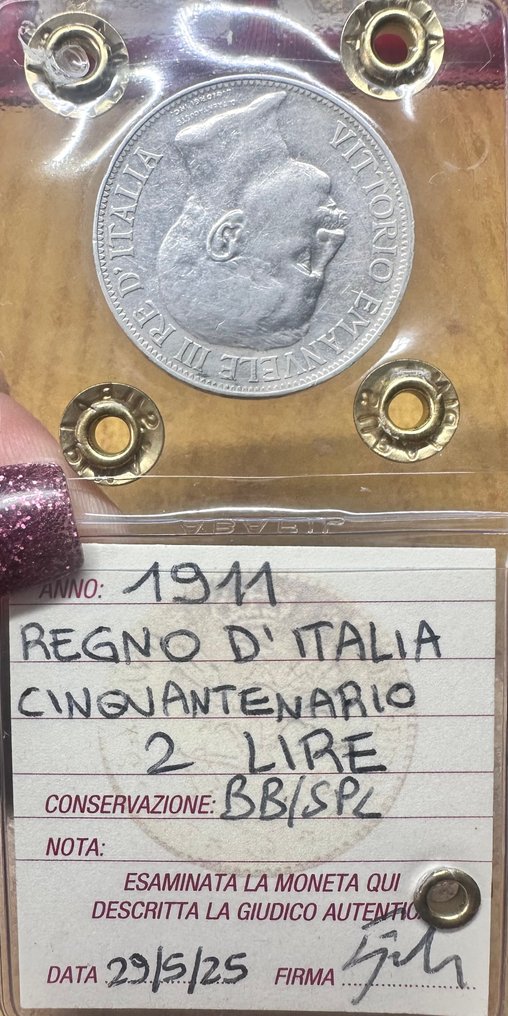 VITTORIO EMANVELE III RE D'ITALIA
ANNO: 1911
REGNO D'ITALIA
CINQUANTENARIO
2 LIRE
CONSERVAZIONE: BB/SPL
NOTA:
ESAMINATA LA MONETA QUI
DESCRITTA LA GIUDICO AUTENTICA
DATA 29/5/25 FIRMA